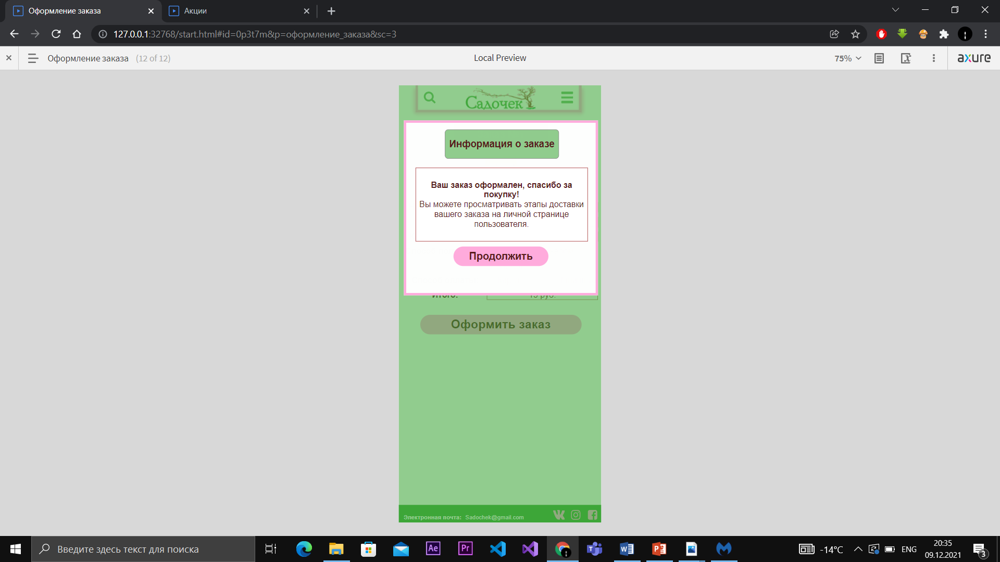 Оформление заказа
Акции
127.0.0.1:32768/start.html#id=0p3t7m&p=оформление_заказа&sc=3
Оформление заказа (12 of 12)
Local Preview
75%
axure
Садочек
Информация о заказе
Ваш заказ оформален, спасибо за
покупку!
Вы можете просматривать этапы доставки
вашего заказа на личной странице
пользователя.
Продолжить
Итого:
15 руб.
Оформить заказ
Электронная почта: Sadochek@gmail.com
Введите здесь текст для поиска
Ae
Pr
-14°C
ENG
20:35
09.12.2021
3